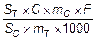 S_T × C × m_C × F
S_C × m_T × 1000